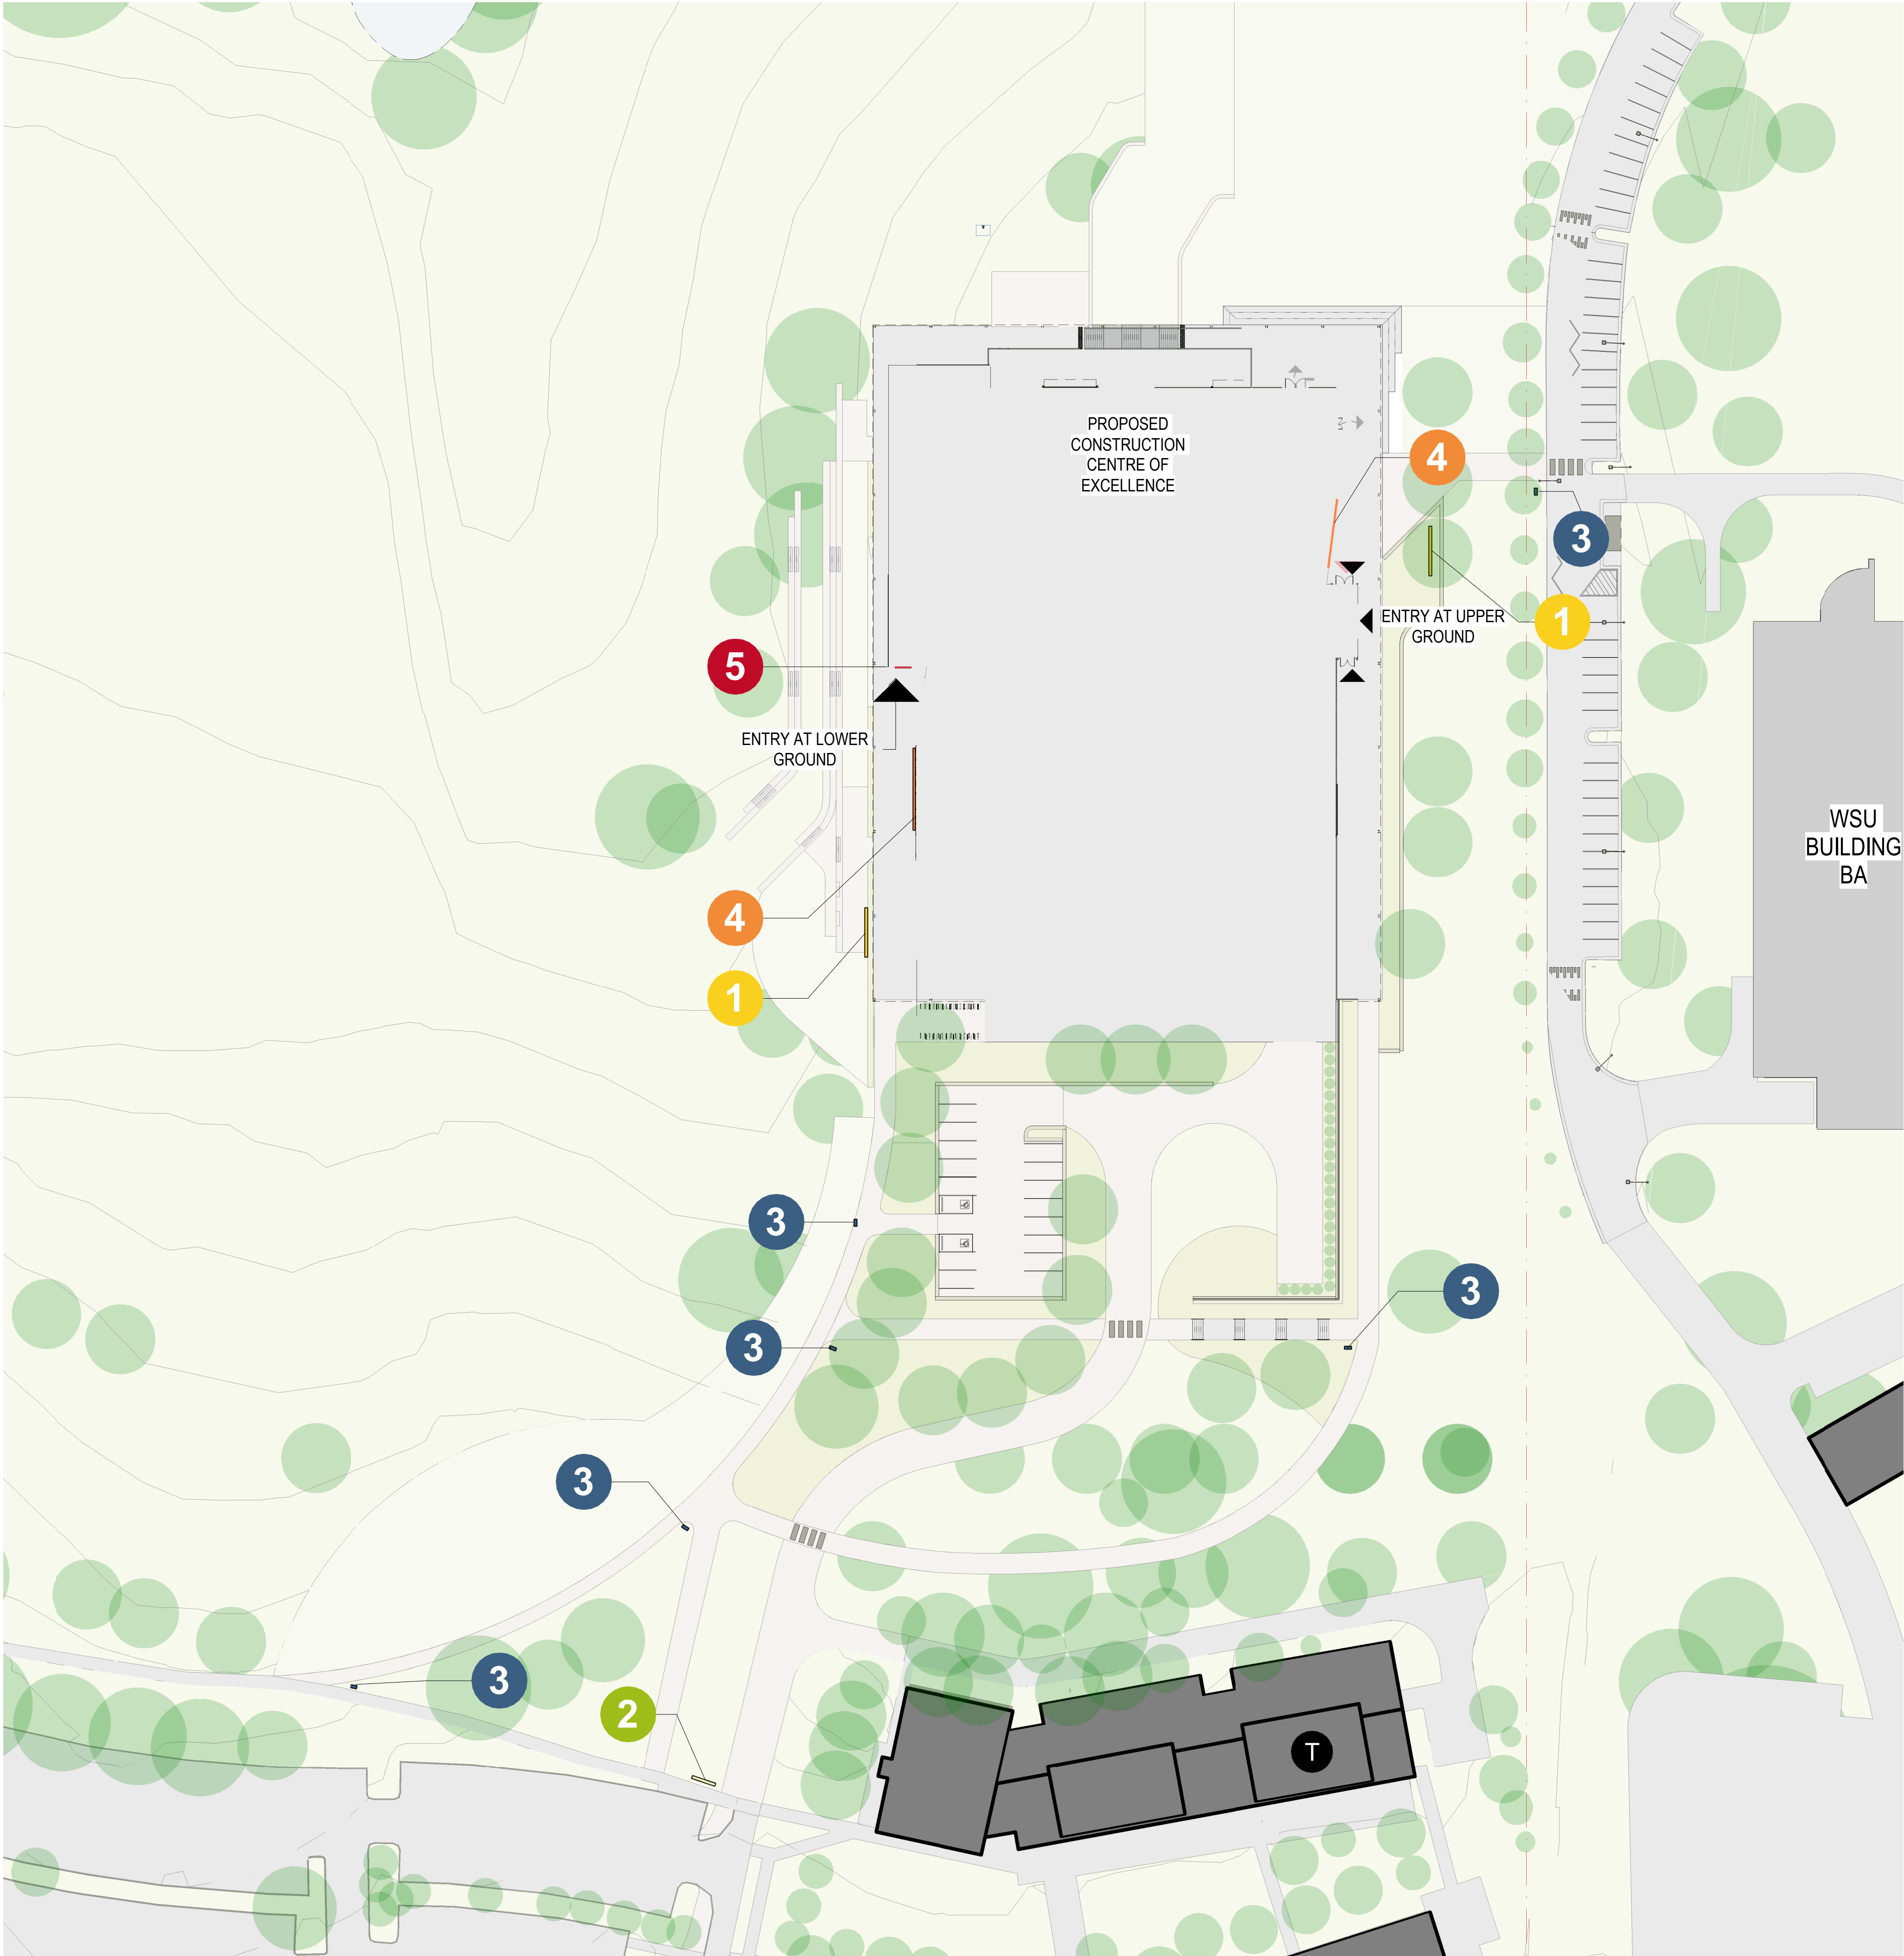 PROPOSED
CONSTRUCTION
CENTRE OF
EXCELLENCE
4
3
1
ENTRY AT UPPER
GROUND
5
ENTRY AT LOWER
GROUND
WSU
BUILDING
BA
4
1
3
3
3
3
3
2
T